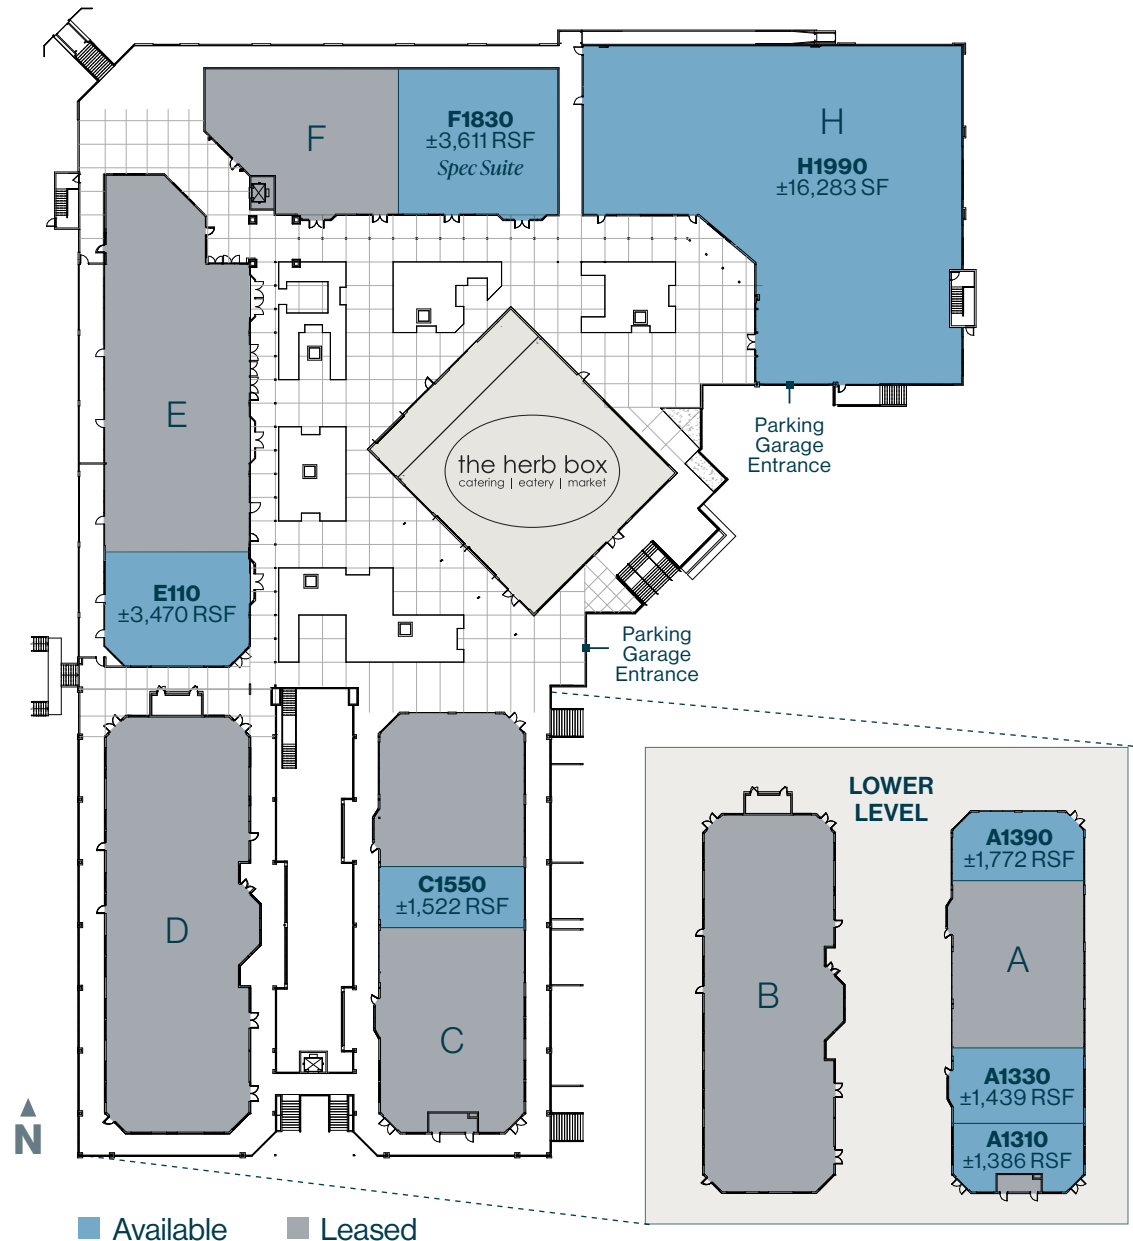 F
F1830
±3,611 RSF
Spec Suite
H
H1990
±16,283 SF
E
the herb box
catering | eatery | market
Parking
Garage
Entrance
E110
±3,470 RSF
Parking
Garage
Entrance
LOWER
LEVEL
A1390
±1,772 RSF
C1550
±1,522 RSF
D
A
B
C
A1330
±1,439 RSF
A1310
±1,386 RSF
N
Available
Leased